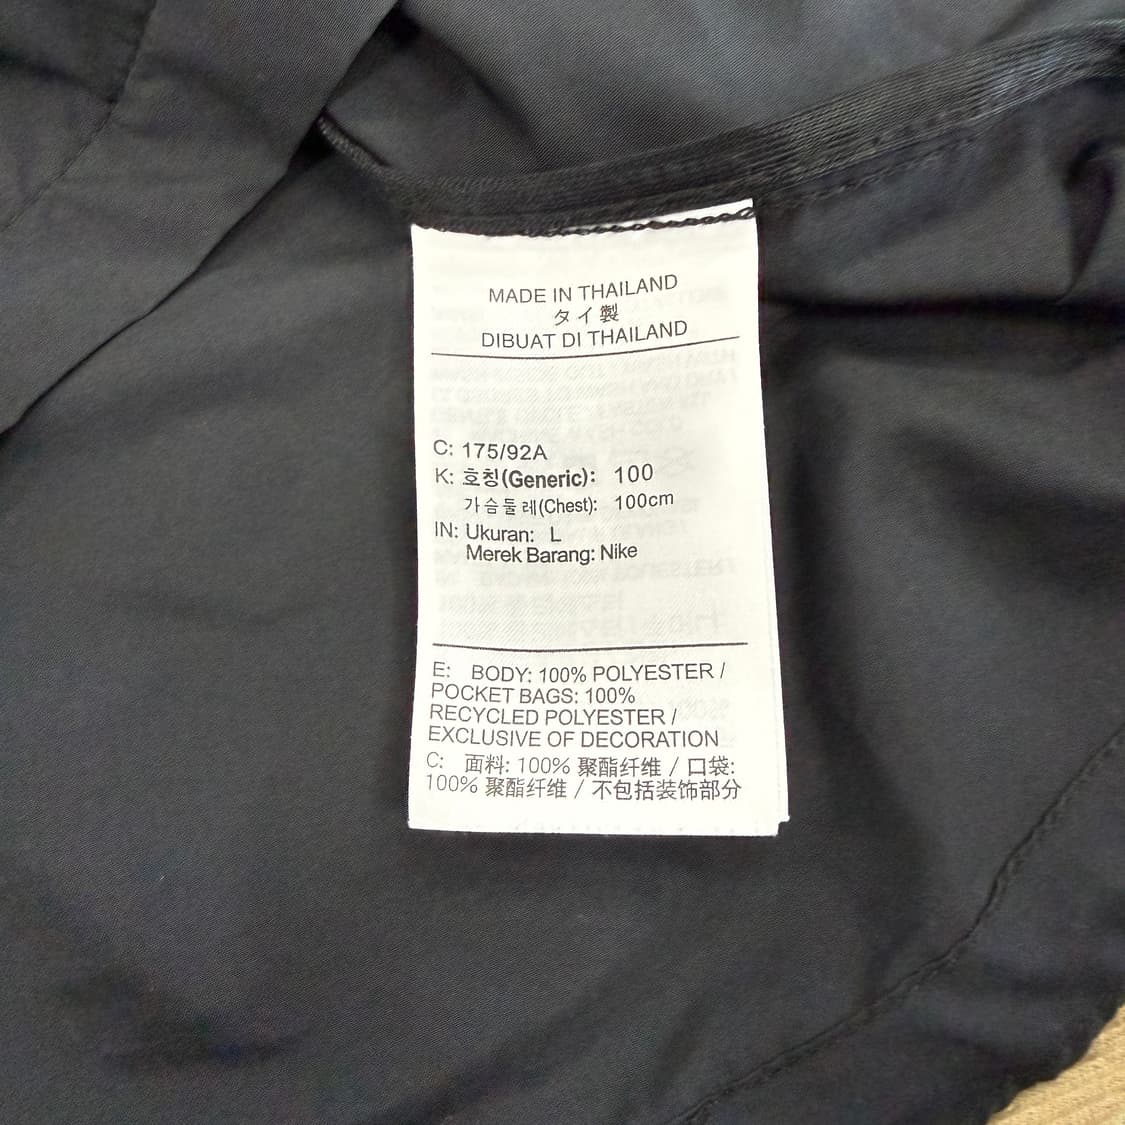 MADE IN THAILAND
タイ製
DIBUAT DI THAILAND
C: 175/92A
K: 호칭(Generic): 100
가슴둘레(Chest): 100cm
IN: Ukuran: L
Merek Barang: Nike
E: BODY: 100% POLYESTER /
POCKET BAGS: 100%
RECYCLED POLYESTER /
EXCLUSIVE OF DECORATION
C: 面料: 100% 聚酯纤维 / 口袋:
100% 聚酯纤维 / 不包括装饰部分